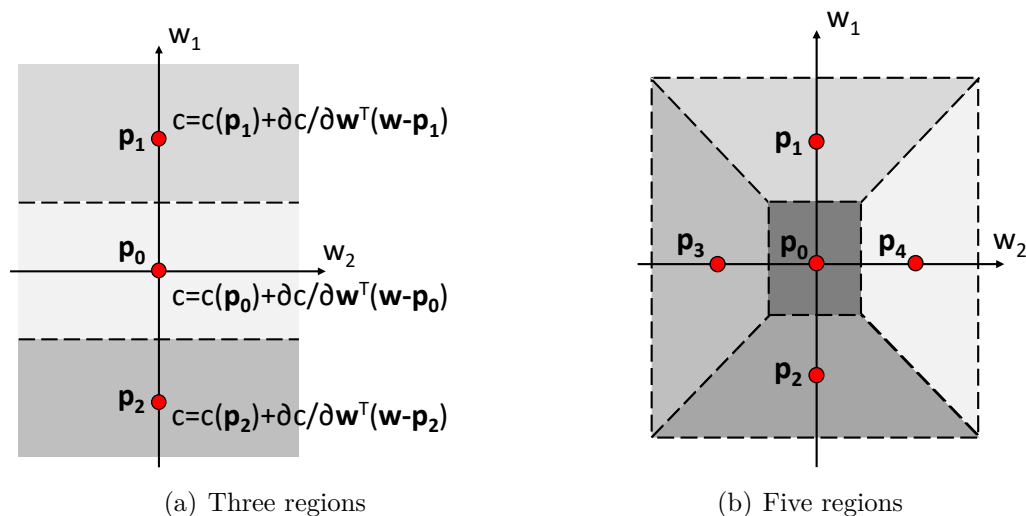 w₁
c=c(p₁)+∂c/∂wᵀ(w-p₁)
p₁
p₀
w₂
c=c(p₀)+∂c/∂wᵀ(w-p₀)
p₂
c=c(p₂)+∂c/∂wᵀ(w-p₂)
(a) Three regions
w₁
p₁
p₃
p₀
p₄
w₂
p₂
(b) Five regions